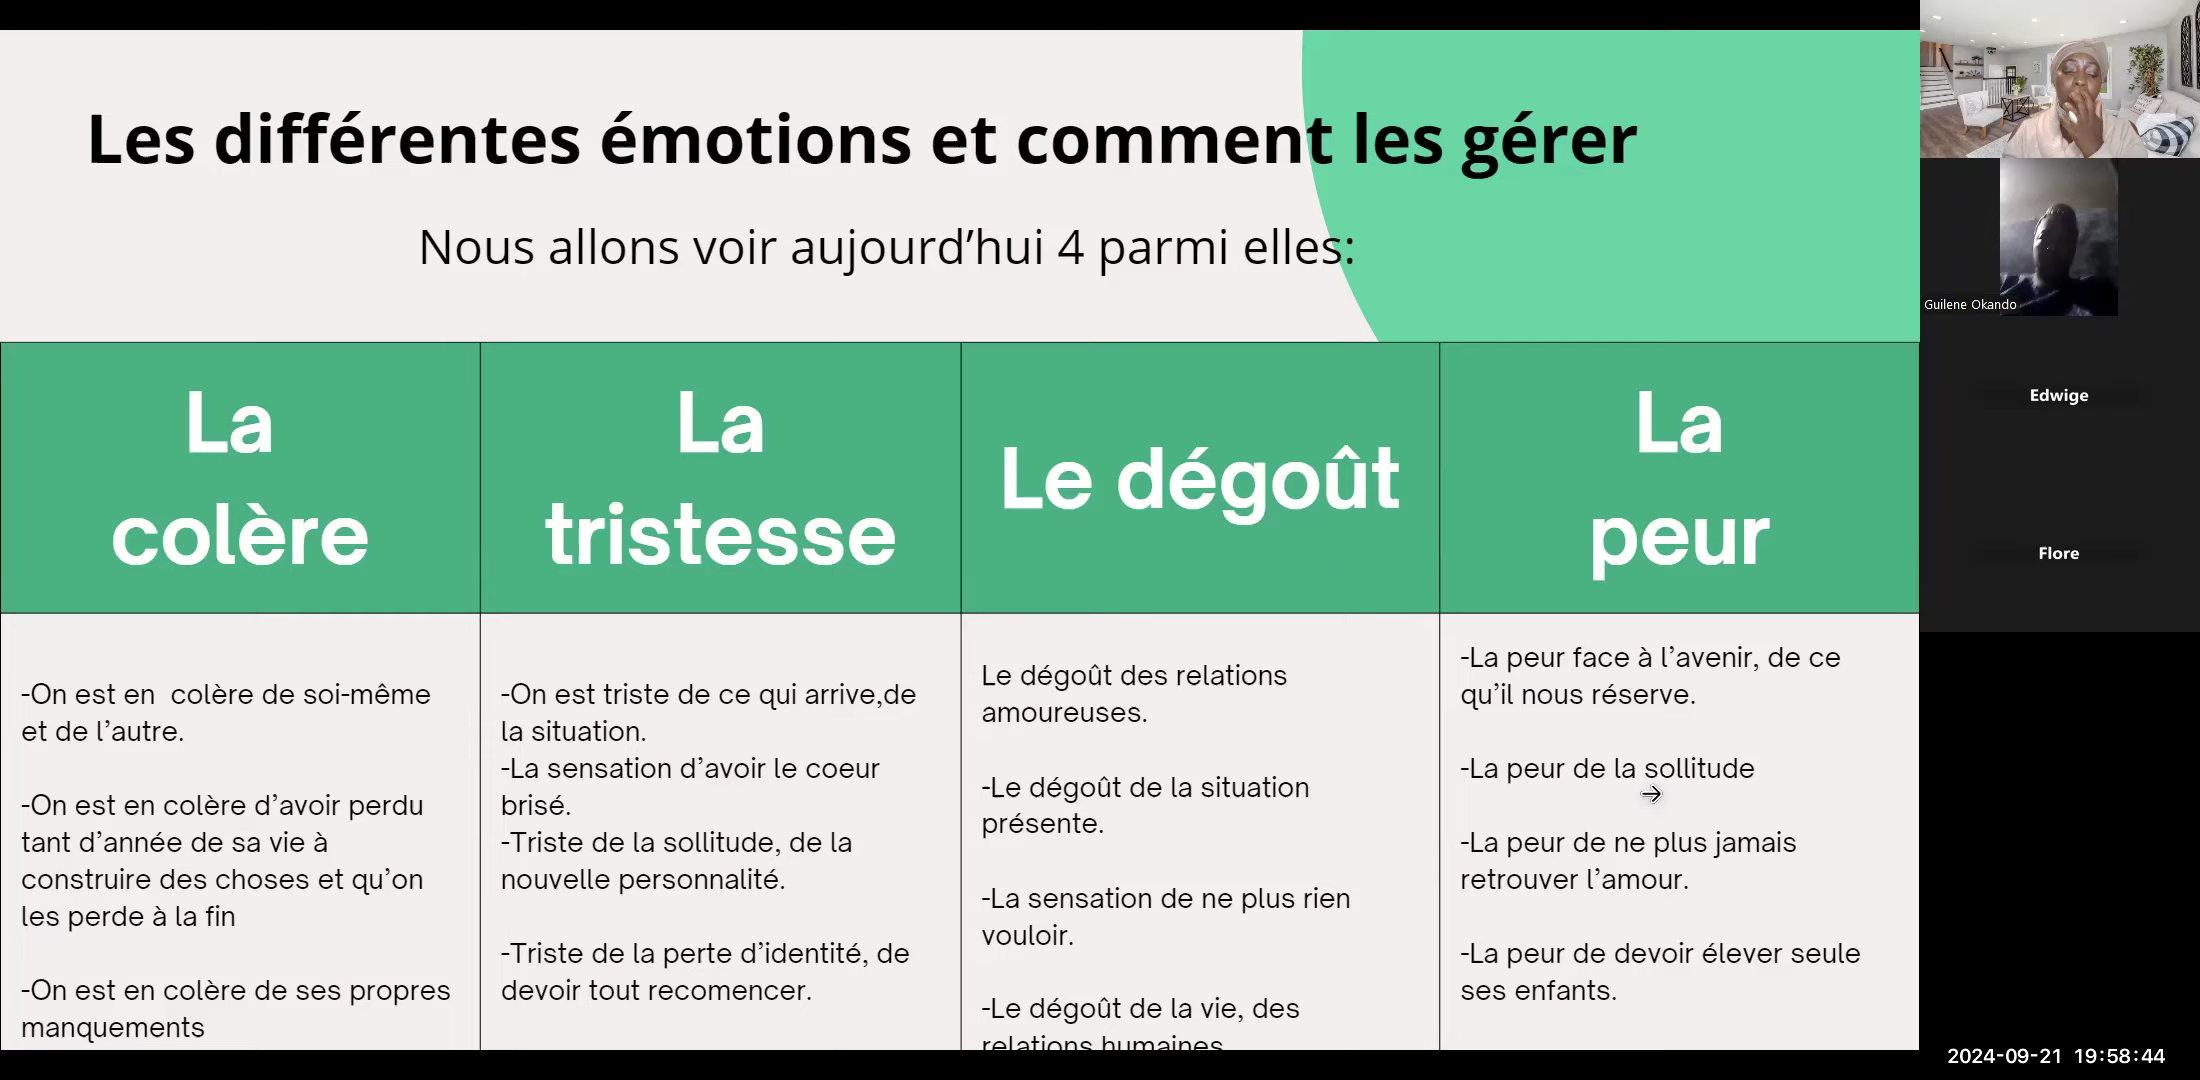 Les différentes émotions et comment les gérer
Nous allons voir aujourd’hui 4 parmi elles:
La
colère
La
tristesse
Le dégoût
La
peur
-On est en  colère de soi-même
et de l’autre.
-On est en colère d’avoir perdu
tant d’année de sa vie à
construire des choses et qu’on
les perde à la fin
-On est en colère de ses propres
manquements
-On est triste de ce qui arrive,de
la situation.
-La sensation d’avoir le coeur
brisé.
-Triste de la sollitude, de la
nouvelle personnalité.
-Triste de la perte d’identité, de
devoir tout recomencer.
Le dégoût des relations
amoureuses.
-Le dégoût de la situation
présente.
-La sensation de ne plus rien
vouloir.
-Le dégoût de la vie, des
relations humaines
-La peur face à l’avenir, de ce
qu’il nous réserve.
-La peur de la sollitude
-La peur de ne plus jamais
retrouver l’amour.
-La peur de devoir élever seule
ses enfants.
Guilene Okando
Edwige
Flore
2024-09-21 19:58:44